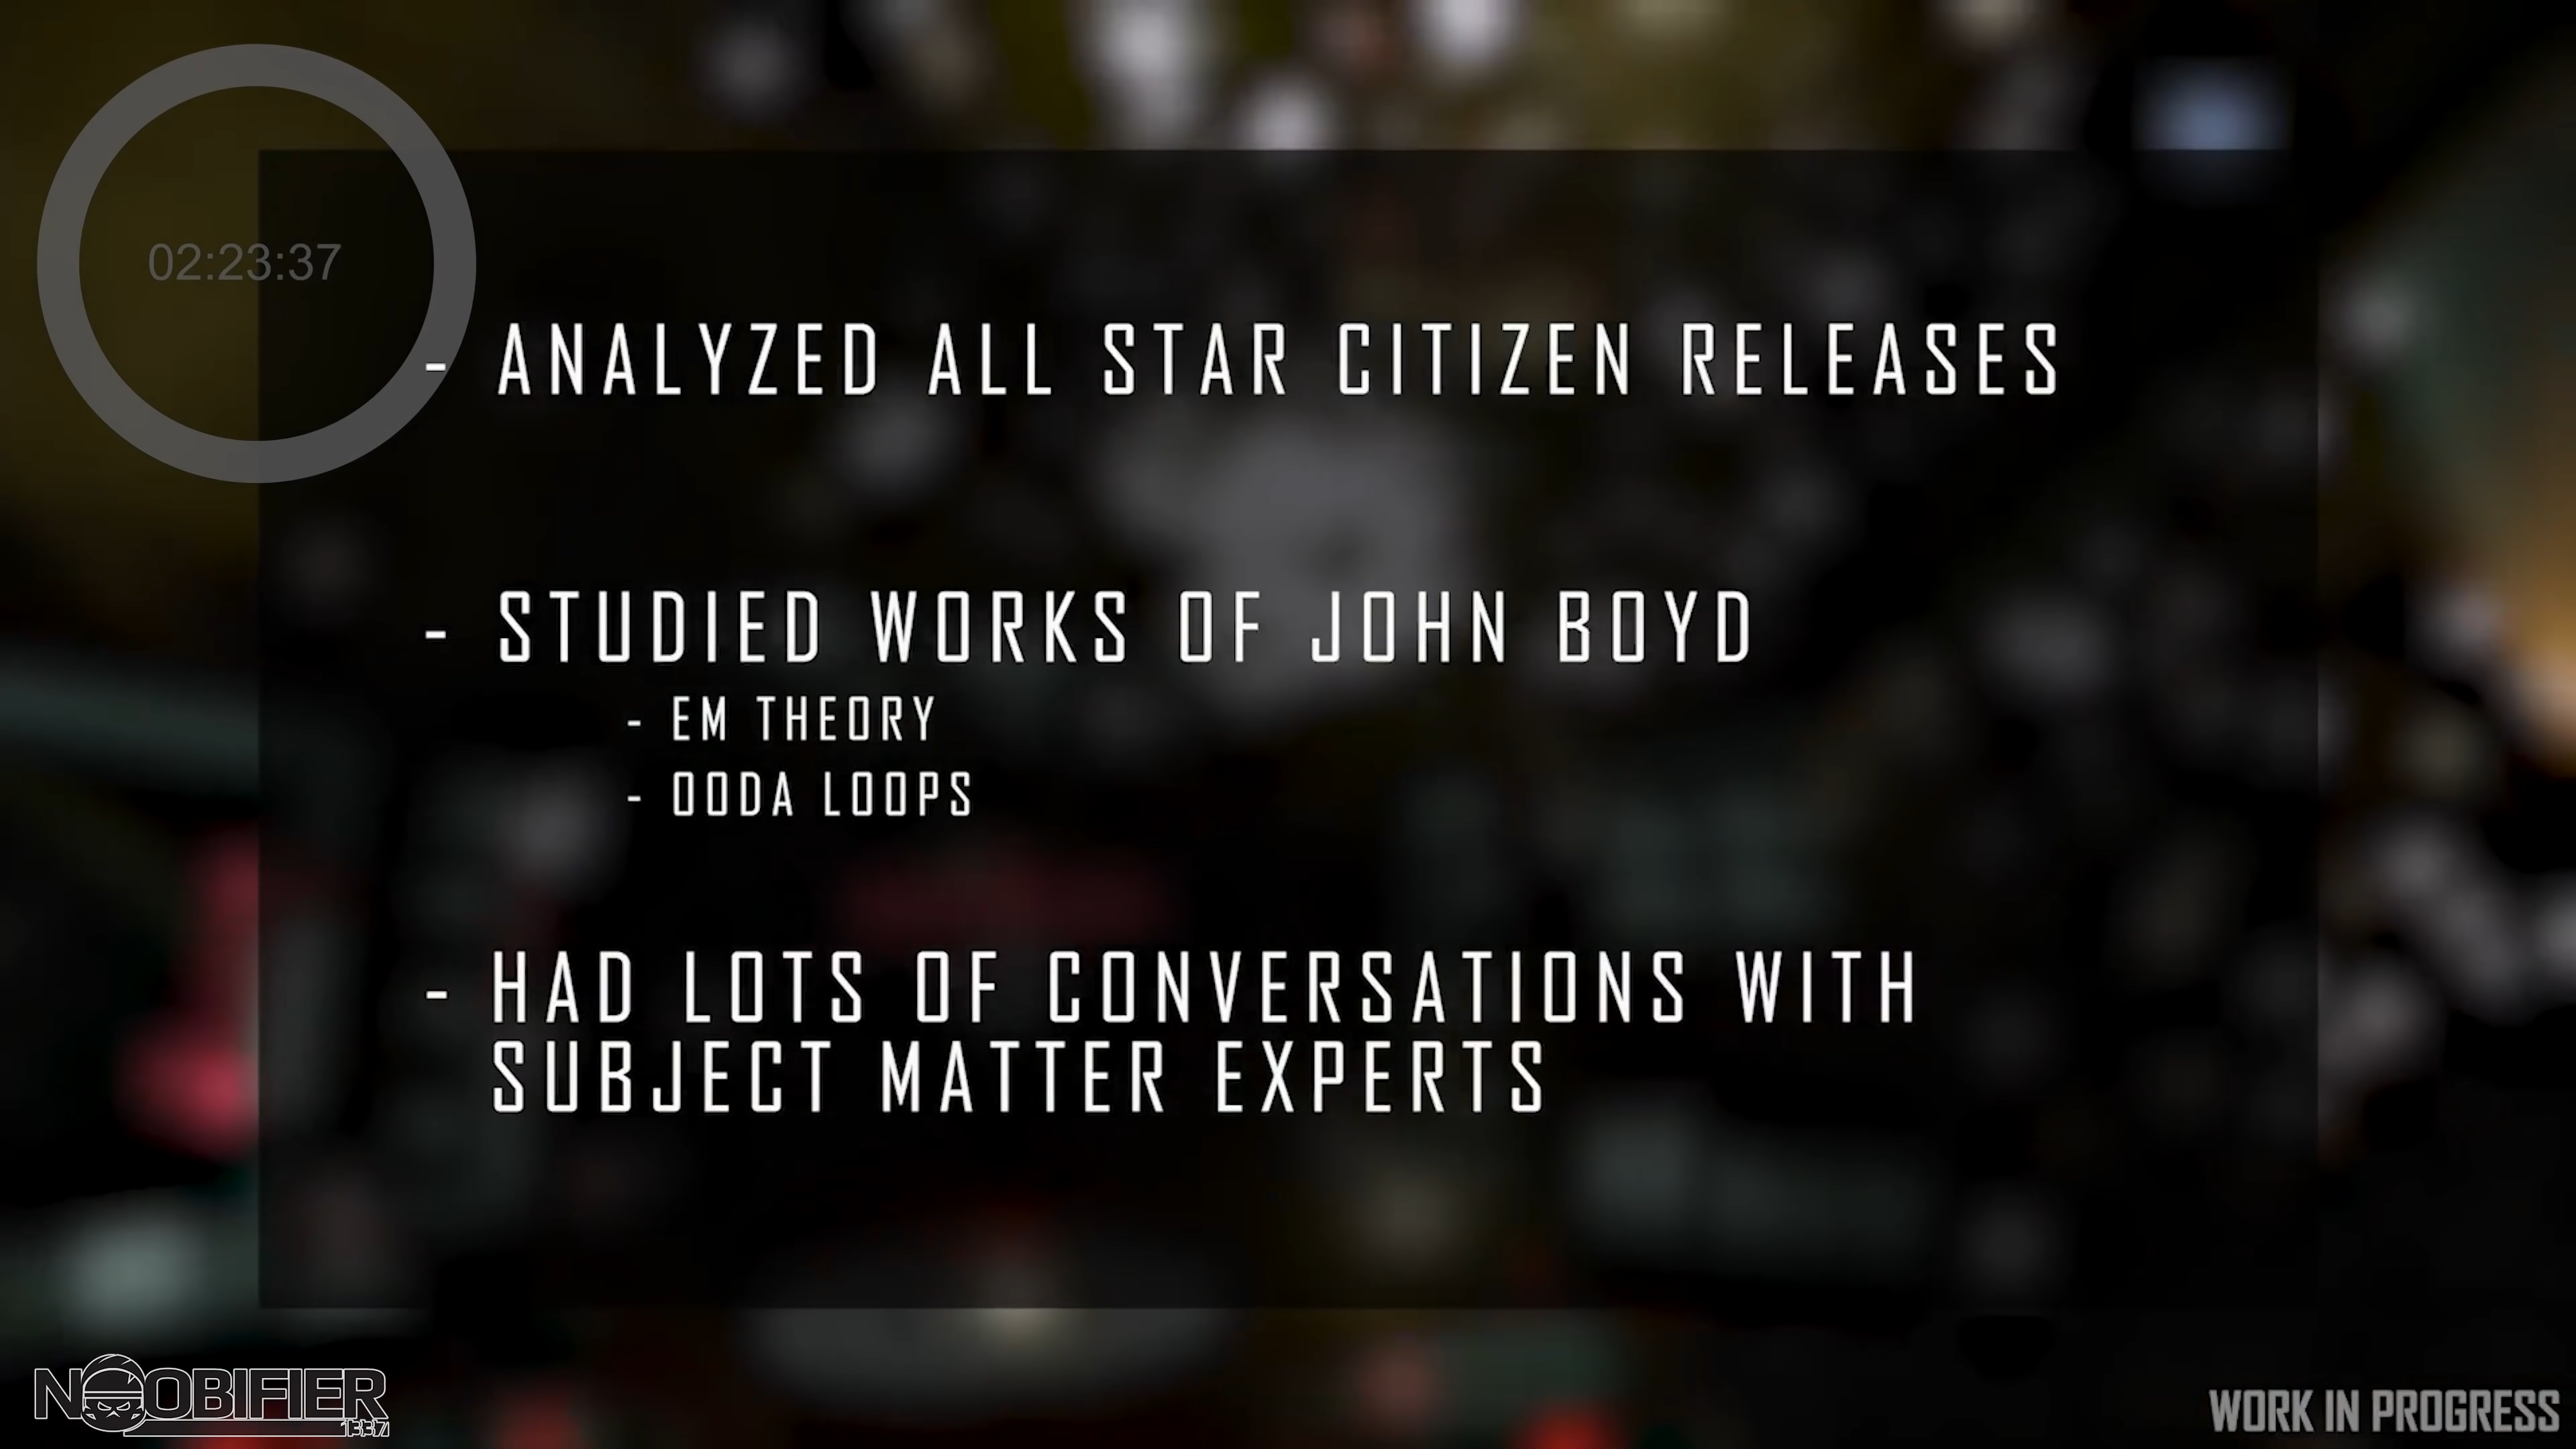 02:23:37
- ANALYZED ALL STAR CITIZEN RELEASES
- STUDIED WORKS OF JOHN BOYD
- EM THEORY
- OODA LOOPS
- HAD LOTS OF CONVERSATIONS WITH
SUBJECT MATTER EXPERTS
NOOBIFIER
1337
WORK IN PROGRESS